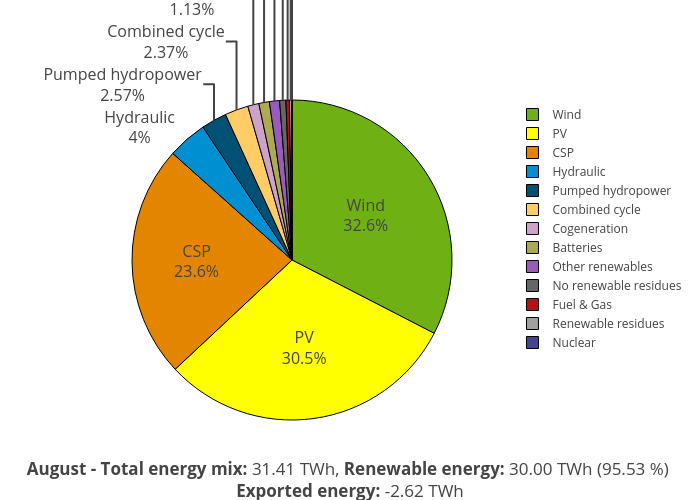 1.13%
Combined cycle
2.37%
Pumped hydropower
2.57%
Hydraulic
4%
Wind
32.6%
CSP
23.6%
PV
30.5%
Wind
PV
CSP
Hydraulic
Pumped hydropower
Combined cycle
Cogeneration
Batteries
Other renewables
No renewable residues
Fuel & Gas
Renewable residues
Nuclear
August - Total energy mix: 31.41 TWh, Renewable energy: 30.00 TWh (95.53 %)
Exported energy: -2.62 TWh